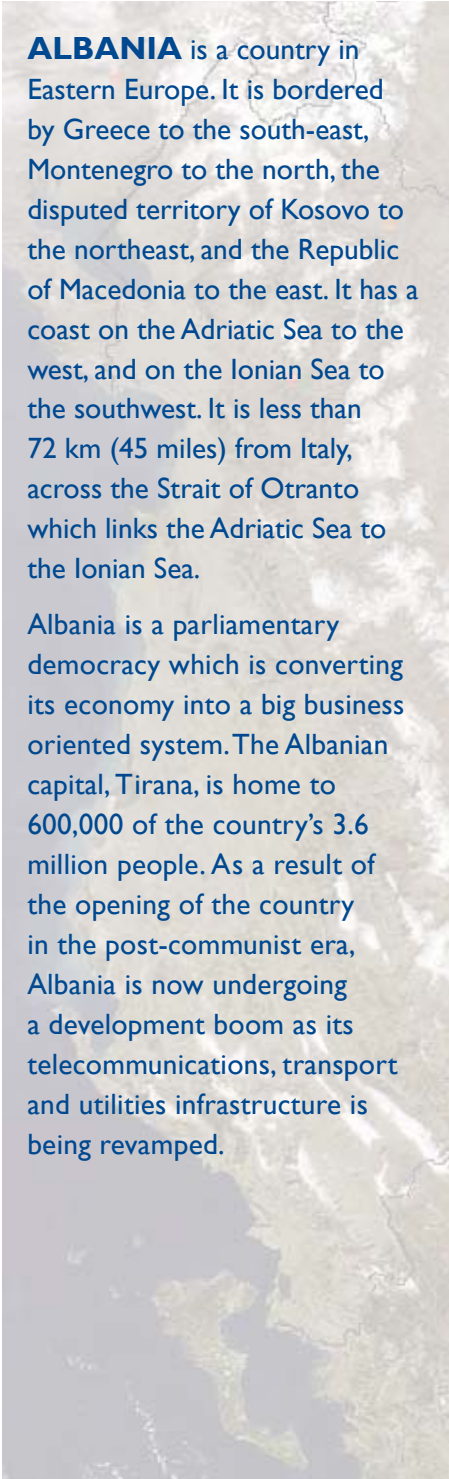 ALBANIA is a country in
Eastern Europe. It is bordered
by Greece to the south-east,
Montenegro to the north, the
disputed territory of Kosovo to
the northeast, and the Republic
of Macedonia to the east. It has a
coast on the Adriatic Sea to the
west, and on the Ionian Sea to
the southwest. It is less than
72 km (45 miles) from Italy,
across the Strait of Otranto
which links the Adriatic Sea to
the Ionian Sea.
Albania is a parliamentary
democracy which is converting
its economy into a big business
oriented system. The Albanian
capital, Tirana, is home to
600,000 of the country’s 3.6
million people. As a result of
the opening of the country
in the post-communist era,
Albania is now undergoing
a development boom as its
telecommunications, transport
and utilities infrastructure is
being revamped.